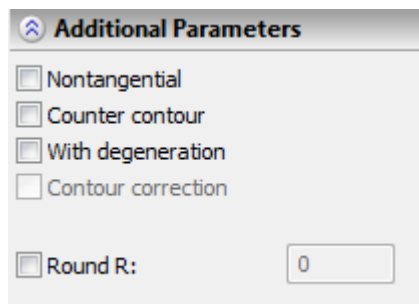 Additional Parameters
Nontangential
Counter contour
With degeneration
Contour correction
Round R: 0